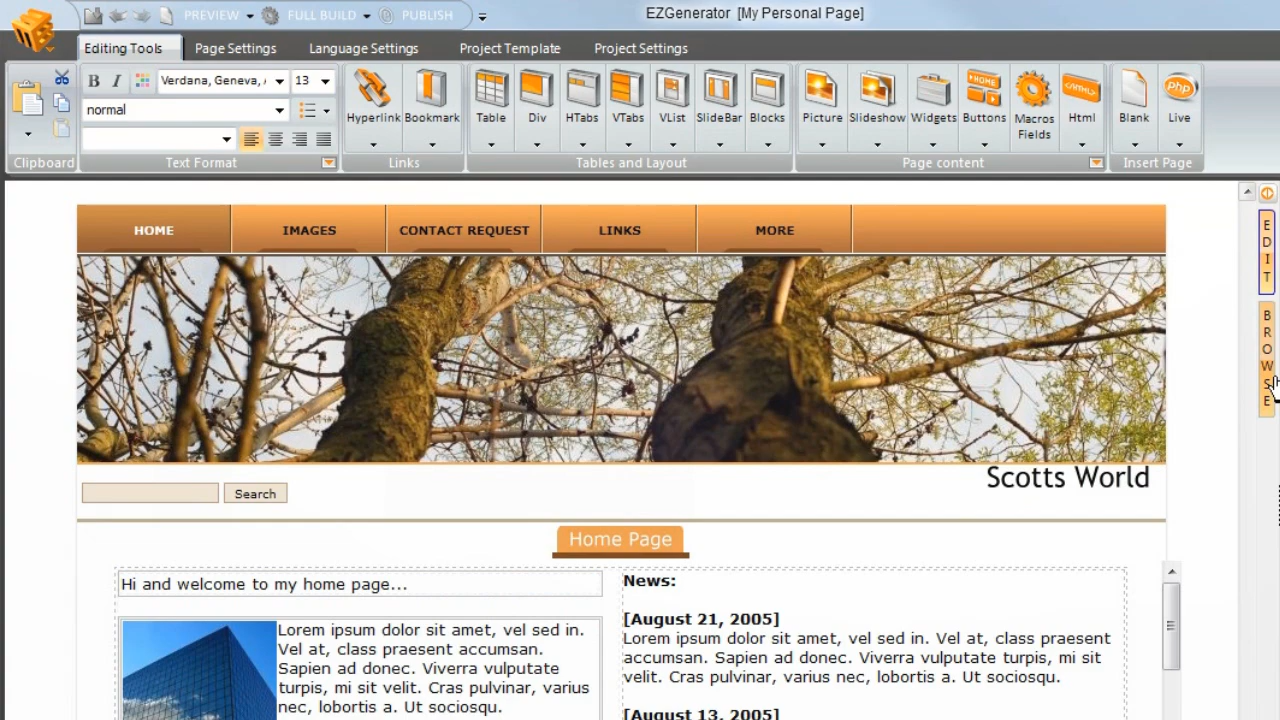 PREVIEW FULL BUILD PUBLISH
EZGenerator [My Personal Page]
Editing Tools Page Settings Language Settings Project Template Project Settings
B I Verdana, Geneva, 13
normal
Hyperlink Bookmark Table Div HTabs VTabs VList SlideBar Blocks Picture Slideshow Widgets Buttons Macros Fields Html Blank Live
HOME
<HTML>
Php
Clipboard Text Format Links Tables and Layout Page content Insert Page
EDIT
BROWSE
HOME IMAGES CONTACT REQUEST LINKS MORE
Scotts World
Search
Home Page
Hi and welcome to my home page...
Lorem ipsum dolor sit amet, vel sed in.
Vel at, class praesent accumsan.
Sapien ad donec. Viverra vulputate
turpis, mi sit velit. Cras pulvinar, varius
nec, lobortis a. Ut sociosqu.
News:
[August 21, 2005]
Lorem ipsum dolor sit amet, vel sed in. Vel at, class praesent
accumsan. Sapien ad donec. Viverra vulputate turpis, mi sit
velit. Cras pulvinar, varius nec, lobortis a. Ut sociosqu.
[August 13, 2005]